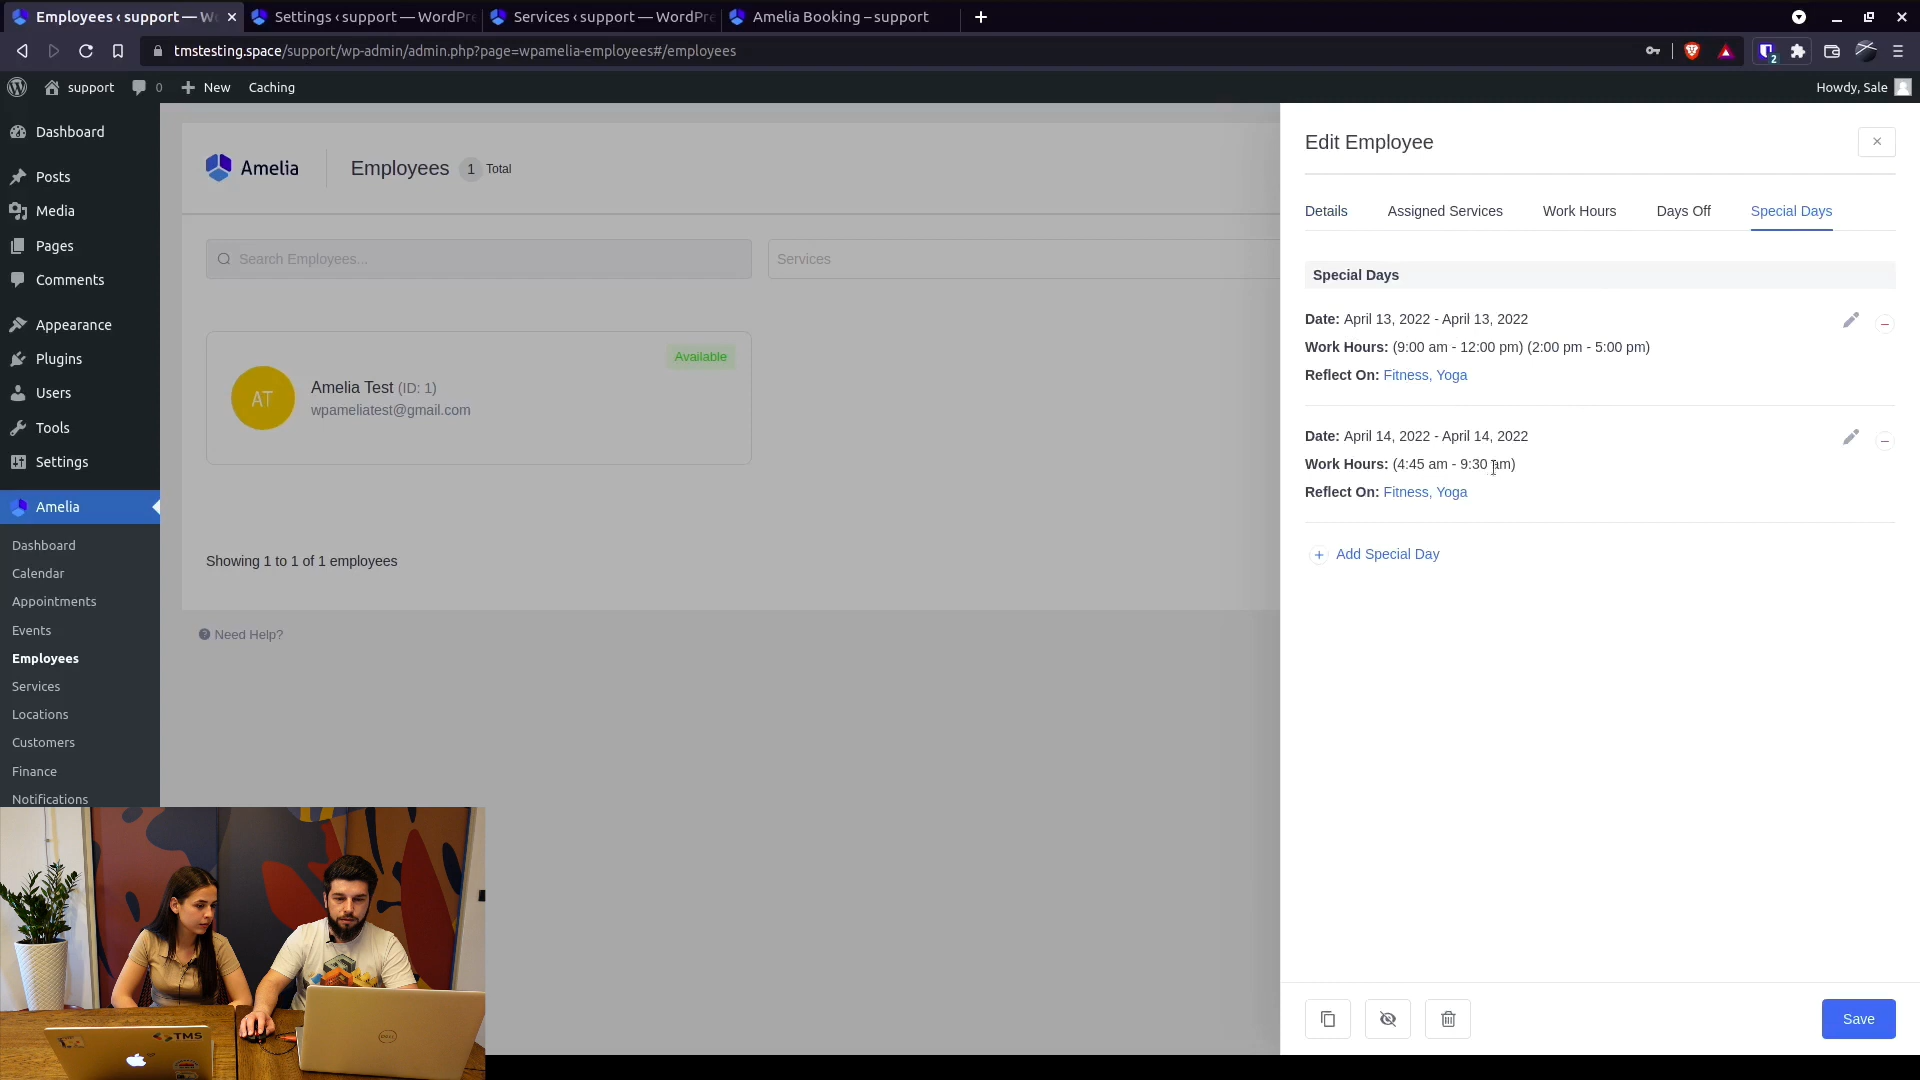 Employees ‹ support — W
Settings ‹ support — WordPre
Services ‹ support — WordPre
Amelia Booking – support
tmstesting.space/support/wp-admin/admin.php?page=wpamelia-employees#/employees
2
support
0
New
Caching
Howdy, Sale
Dashboard
Posts
Media
Pages
Comments
Appearance
Plugins
Users
Tools
Settings
Amelia
Dashboard
Calendar
Appointments
Events
Employees
Services
Locations
Customers
Finance
Notifications
Amelia
Employees 1 Total
Search Employees...
Services
Available
AT
Amelia Test (ID: 1)
wpameliatest@gmail.com
Showing 1 to 1 of 1 employees
Need Help?
Edit Employee
Details
Assigned Services
Work Hours
Days Off
Special Days
Special Days
Date: April 13, 2022 - April 13, 2022
Work Hours: (9:00 am - 12:00 pm) (2:00 pm - 5:00 pm)
Reflect On: Fitness, Yoga
Date: April 14, 2022 - April 14, 2022
Work Hours: (4:45 am - 9:30 am)
Reflect On: Fitness, Yoga
Add Special Day
Save
TMS
DELL